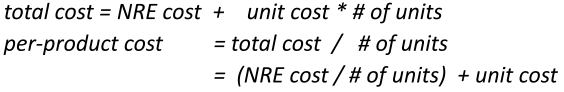 total cost = NRE cost + unit cost * # of units
per-product cost = total cost / # of units
= (NRE cost / # of units) + unit cost